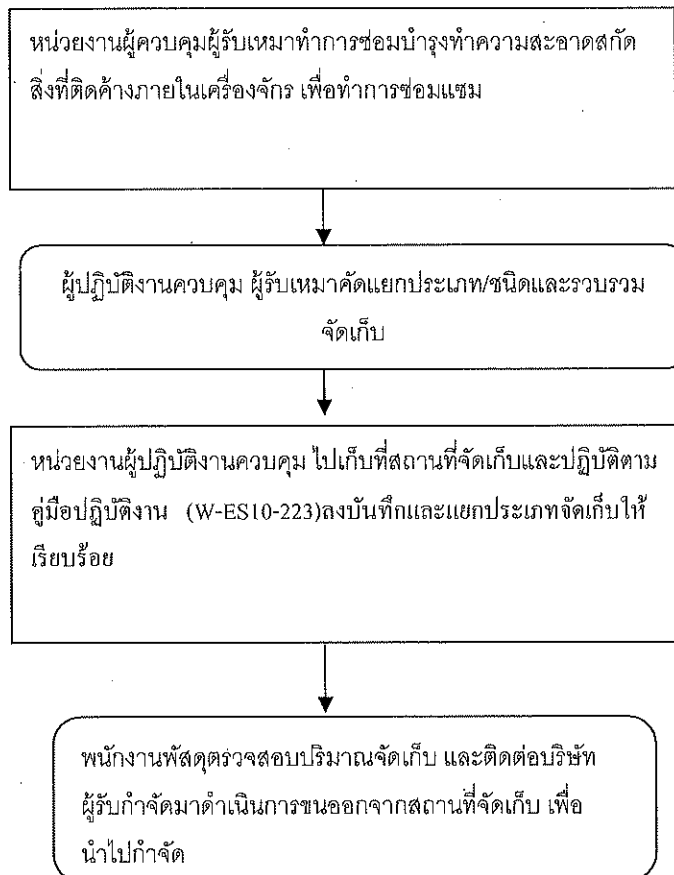 หน่วยงานผู้ควบคุมผู้รับเหมาทำการซ่อมบำรุงทำความสะอาดสกัด
สิ่งที่ติดค้างภายในเครื่องจักร เพื่อทำการซ่อมแซม
ผู้ปฏิบัติงานควบคุม ผู้รับเหมาคัดแยกประเภท/ชนิดและรวบรวม
จัดเก็บ
หน่วยงานผู้ปฏิบัติงานควบคุม ไปเก็บที่สถานที่จัดเก็บและปฏิบัติตาม
คู่มือปฏิบัติงาน (W-ES10-223)ลงบันทึกและแยกประเภทจัดเก็บให้
เรียบร้อย
พนักงานพัสดุตรวจสอบปริมาณจัดเก็บ และติดต่อบริษัท
ผู้รับกำจัดมาดำเนินการขนออกจากสถานที่จัดเก็บ เพื่อ
นำไปกำจัด